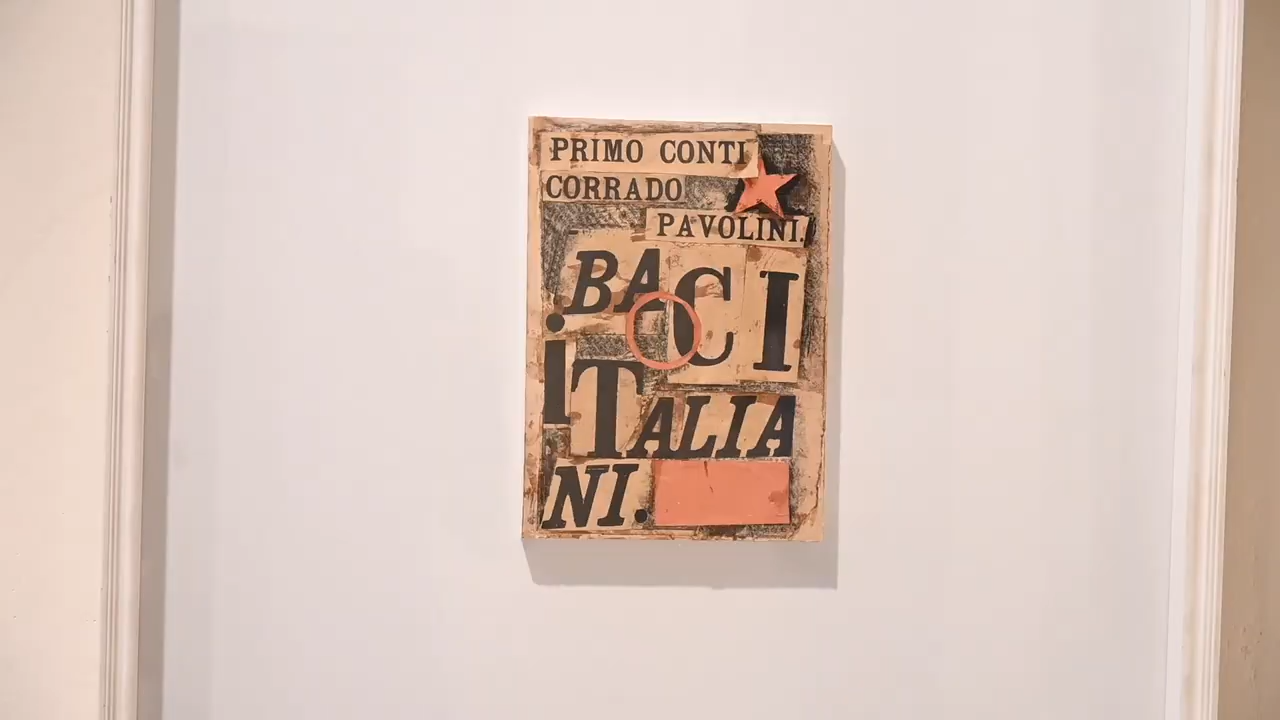 PRIMO CONTI
CORRADO
PAVOLINI.
BACI
iTALIA
NI.